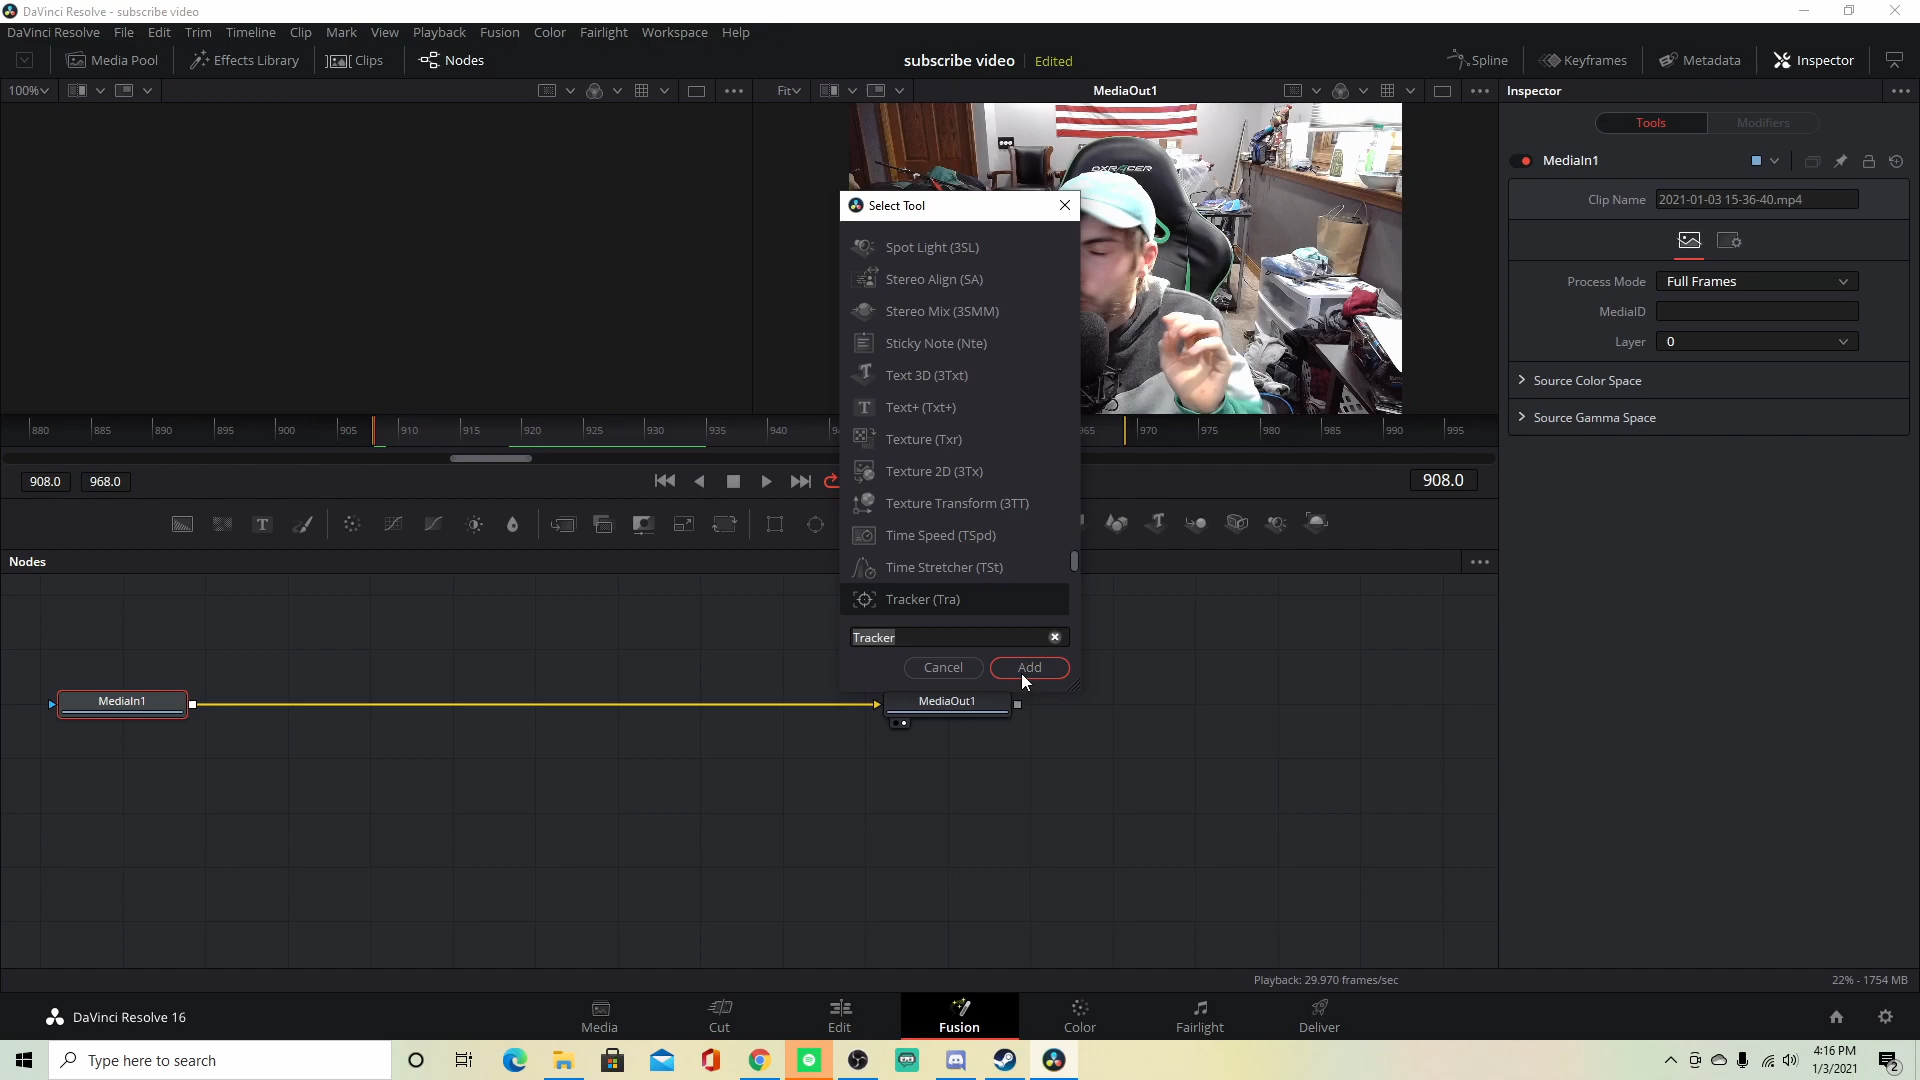 DaVinci Resolve - subscribe video
DaVinci Resolve File Edit Trim Timeline Clip Mark View Playback Fusion Color Fairlight Workspace Help
Media Pool Effects Library Clips Nodes subscribe video Edited Spline Keyframes Metadata Inspector
100% Fit MediaOut1 Inspector
Tools Modifiers
MediaIn1
Clip Name 2021-01-03 15-36-40.mp4
Process Mode Full Frames
MediaID
Layer 0
Source Color Space
Source Gamma Space
DXRACER
Select Tool
Spot Light (3SL)
Stereo Align (SA)
Stereo Mix (3SMM)
Sticky Note (Nte)
Text 3D (3Txt)
Text+ (Txt+)
Texture (Txr)
Texture 2D (3Tx)
Texture Transform (3TT)
Time Speed (TSpd)
Time Stretcher (TSt)
Tracker (Tra)
Tracker
Cancel Add
880 885 890 895 900 905 910 915 920 925 930 935 940 965 970 975 980 985 990 995
908.0 968.0 908.0
T
Nodes
MediaIn1 MediaOut1
Playback: 29.970 frames/sec 22% - 1754 MB
DaVinci Resolve 16 Media Cut Edit Fusion Color Fairlight Deliver
Type here to search
4:16 PM
1/3/2021
2